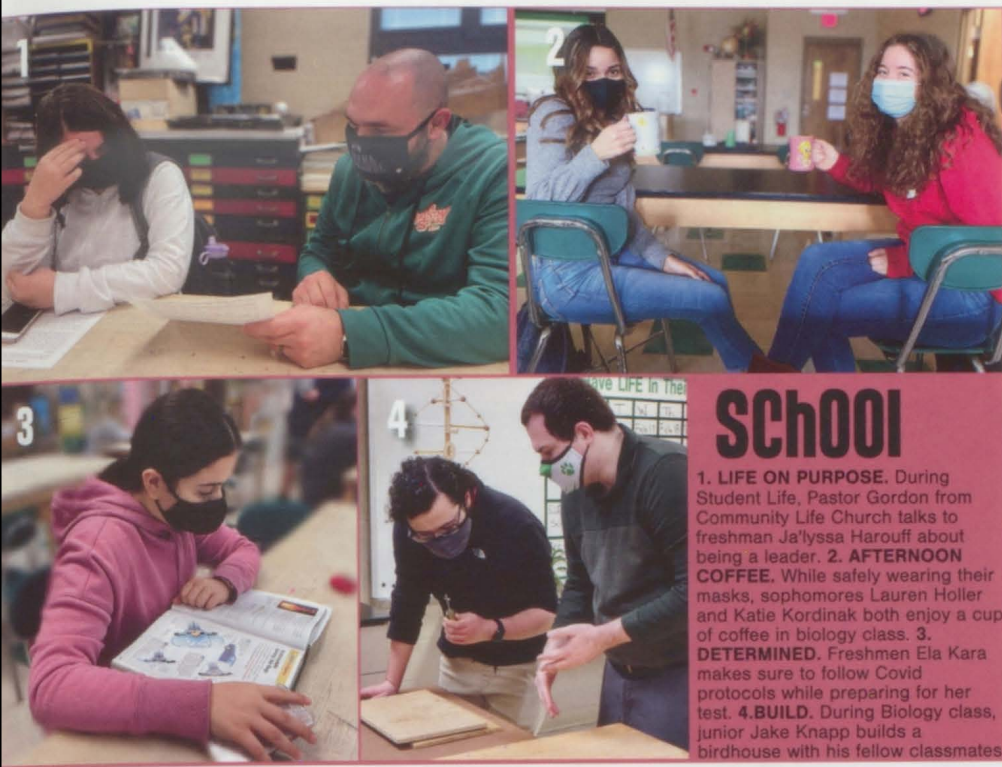 1
2
3
4
ave LIFE In The
SChOOl
1. LIFE ON PURPOSE. During
Student Life, Pastor Gordon from
Community Life Church talks to
freshman Ja'lyssa Harouff about
being a leader. 2. AFTERNOON
COFFEE. While safely wearing their
masks, sophomores Lauren Holler
and Katie Kordinak both enjoy a cup
of coffee in biology class. 3.
DETERMINED. Freshmen Ela Kara
makes sure to follow Covid
protocols while preparing for her
test. 4.BUILD. During Biology class,
junior Jake Knapp builds a
birdhouse with his fellow classmates